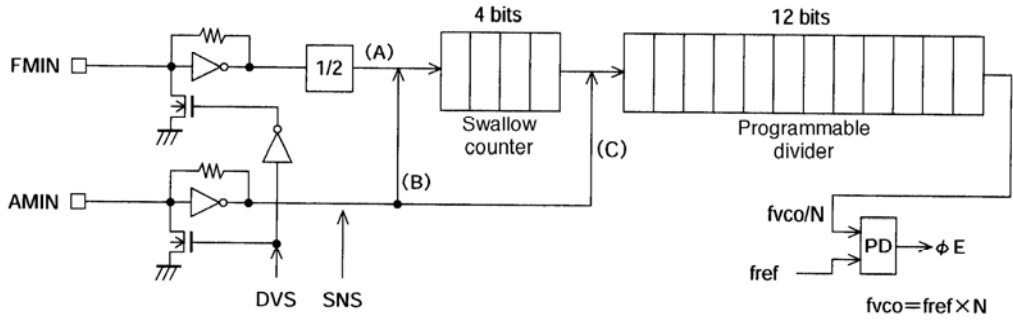 4 bits
12 bits
FMIN
1/2
(A)
Swallow
counter
Programmable
divider
(C)
AMIN
(B)
fvco/N
PD
φE
fref
DVS
SNS
fvco=fref×N